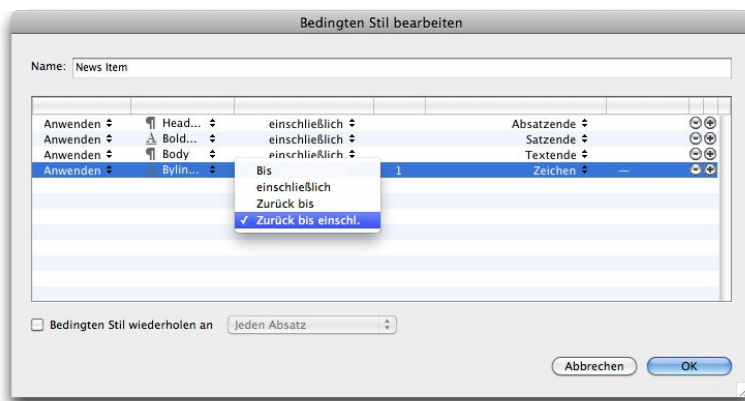 Bedingten Stil bearbeiten
Name: News Item
Anwenden ¶ Head... einschließlich Absatzende
Anwenden A Bold... einschließlich Satzende
Anwenden ¶ Body einschließlich Textende
Anwenden A Bylin... 1 Zeichen —
Bis
einschließlich
Zurück bis
✓ Zurück bis einschl.
Bedingten Stil wiederholen an Jeden Absatz
Abbrechen OK